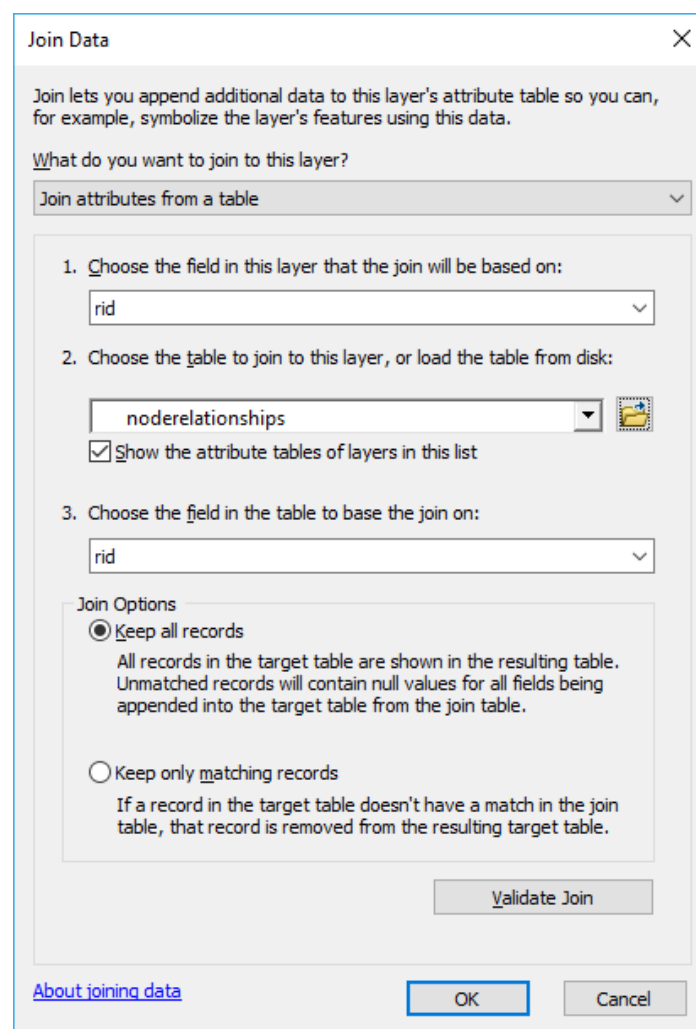 Join Data
Join lets you append additional data to this layer's attribute table so you can,
for example, symbolize the layer's features using this data.
What do you want to join to this layer?
Join attributes from a table
1. Choose the field in this layer that the join will be based on:
rid
2. Choose the table to join to this layer, or load the table from disk:
noderelationships
Show the attribute tables of layers in this list
3. Choose the field in the table to base the join on:
rid
Join Options
Keep all records
All records in the target table are shown in the resulting table.
Unmatched records will contain null values for all fields being
appended into the target table from the join table.
Keep only matching records
If a record in the target table doesn't have a match in the join
table, that record is removed from the resulting target table.
Validate Join
About joining data
OK
Cancel